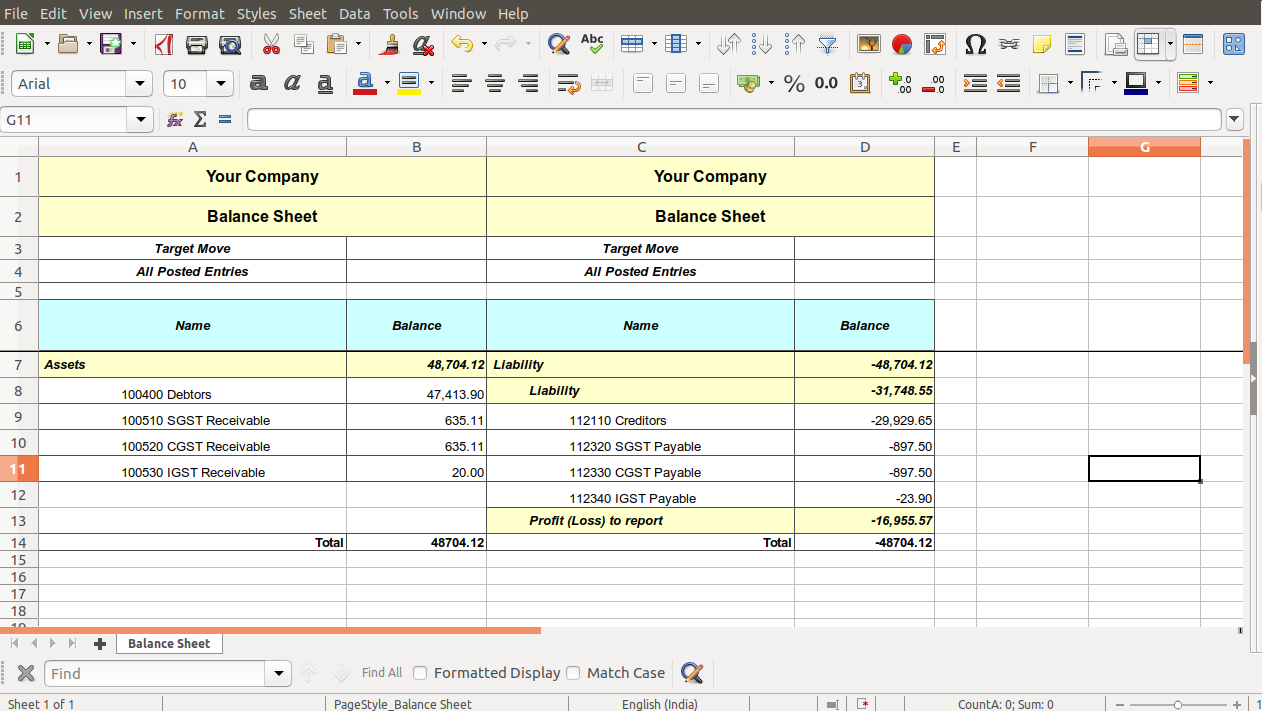 File Edit View Insert Format Styles Sheet Data Tools Window Help
Abc
Arial 10 a a a a % 0.0
G11
A B C D E F G
1 Your Company Your Company
2 Balance Sheet Balance Sheet
3 Target Move Target Move
4 All Posted Entries All Posted Entries
5
6 Name Balance Name Balance
7 Assets 48,704.12 Liability -48,704.12
8 100400 Debtors 47,413.90 Liability -31,748.55
9 100510 SGST Receivable 635.11 112110 Creditors -29,929.65
10 100520 CGST Receivable 635.11 112320 SGST Payable -897.50
11 100530 IGST Receivable 20.00 112330 CGST Payable -897.50
12 112340 IGST Payable -23.90
13 Profit (Loss) to report -16,955.57
14 Total 48704.12 Total -48704.12
15
16
17
18
19
Balance Sheet
Find Find All Formatted Display Match Case
Sheet 1 of 1 PageStyle_Balance Sheet English (India) CountA: 0; Sum: 0 1